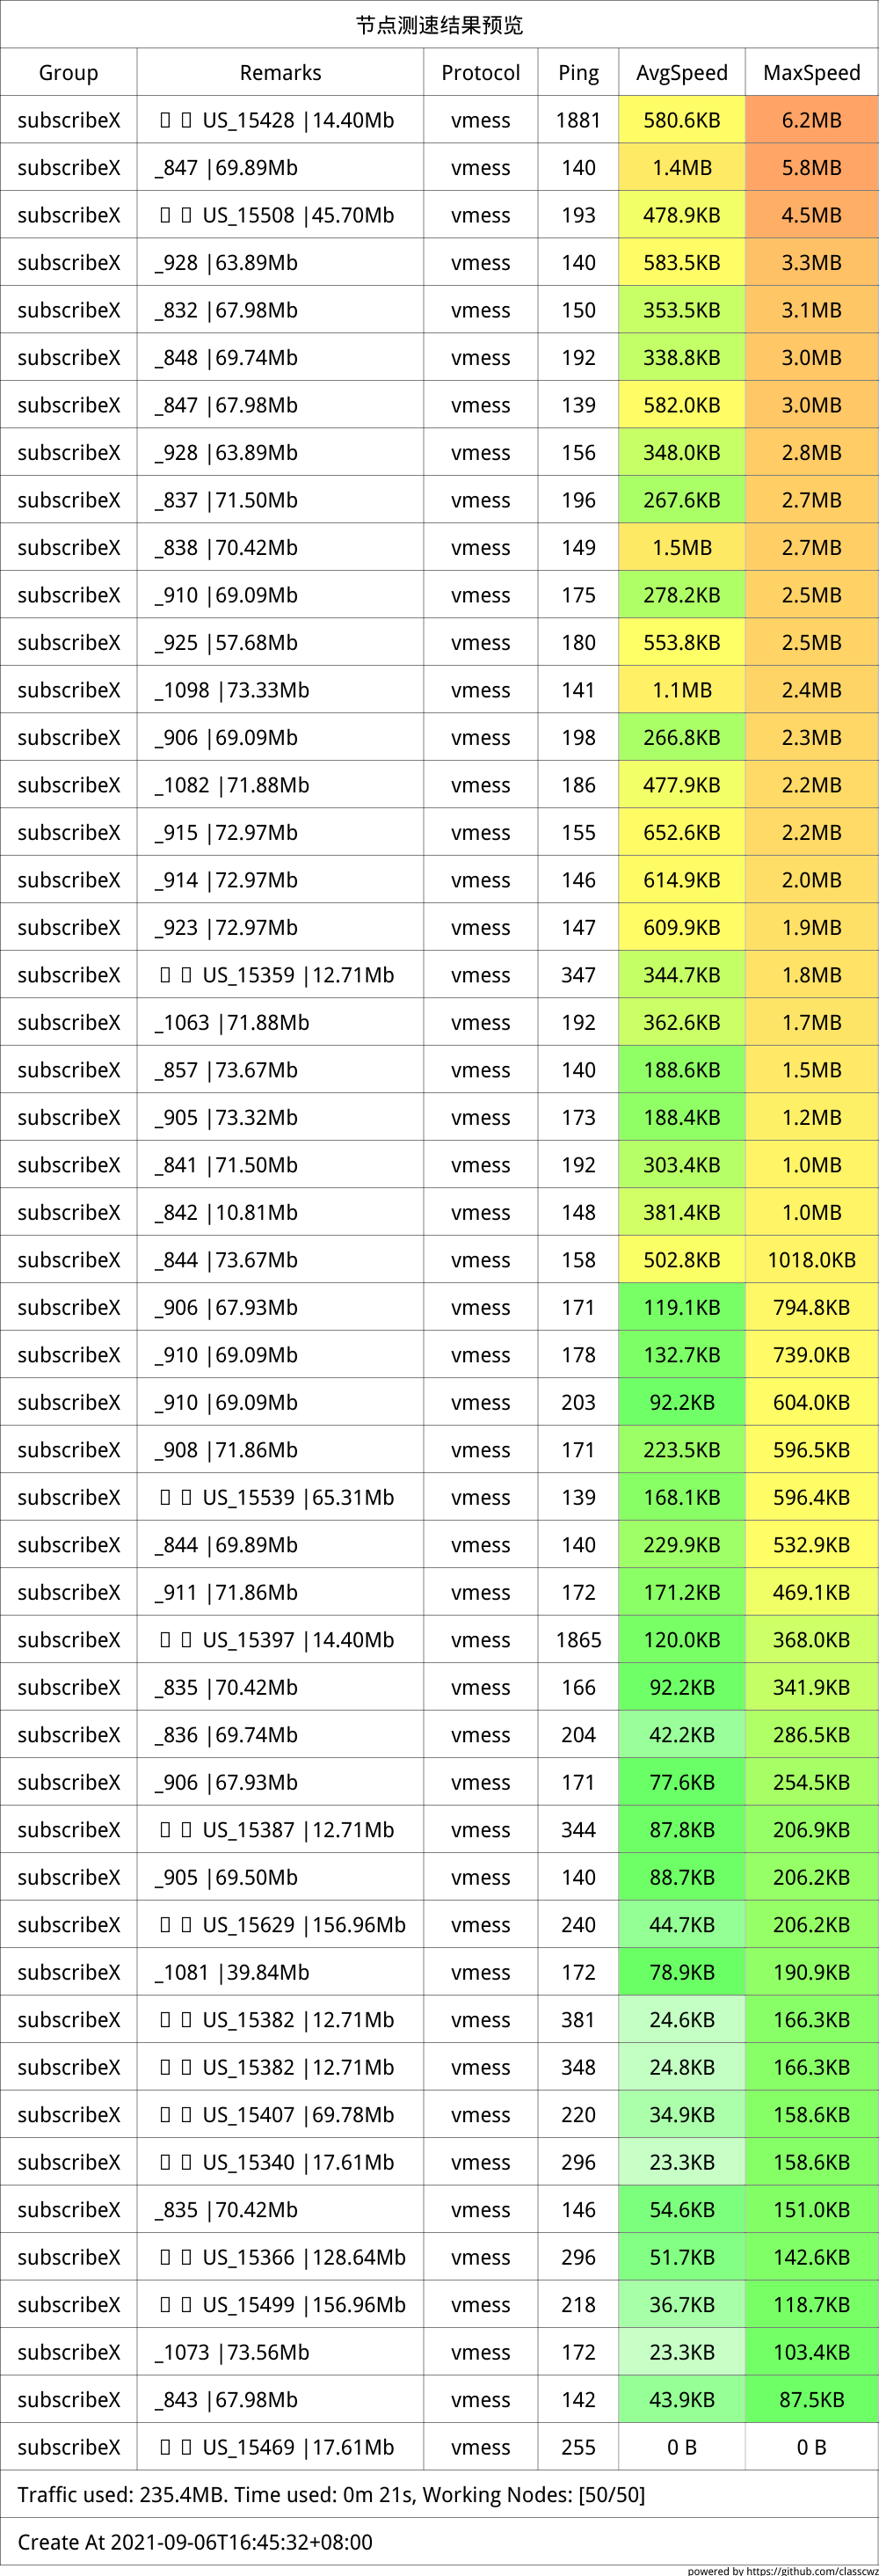 节点测速结果预览
Group Remarks Protocol Ping AvgSpeed MaxSpeed
subscribeX US_15428 |14.40Mb vmess 1881 580.6KB 6.2MB
subscribeX _847 |69.89Mb vmess 140 1.4MB 5.8MB
subscribeX US_15508 |45.70Mb vmess 193 478.9KB 4.5MB
subscribeX _928 |63.89Mb vmess 140 583.5KB 3.3MB
subscribeX _832 |67.98Mb vmess 150 353.5KB 3.1MB
subscribeX _848 |69.74Mb vmess 192 338.8KB 3.0MB
subscribeX _847 |67.98Mb vmess 139 582.0KB 3.0MB
subscribeX _928 |63.89Mb vmess 156 348.0KB 2.8MB
subscribeX _837 |71.50Mb vmess 196 267.6KB 2.7MB
subscribeX _838 |70.42Mb vmess 149 1.5MB 2.7MB
subscribeX _910 |69.09Mb vmess 175 278.2KB 2.5MB
subscribeX _925 |57.68Mb vmess 180 553.8KB 2.5MB
subscribeX _1098 |73.33Mb vmess 141 1.1MB 2.4MB
subscribeX _906 |69.09Mb vmess 198 266.8KB 2.3MB
subscribeX _1082 |71.88Mb vmess 186 477.9KB 2.2MB
subscribeX _915 |72.97Mb vmess 155 652.6KB 2.2MB
subscribeX _914 |72.97Mb vmess 146 614.9KB 2.0MB
subscribeX _923 |72.97Mb vmess 147 609.9KB 1.9MB
subscribeX US_15359 |12.71Mb vmess 347 344.7KB 1.8MB
subscribeX _1063 |71.88Mb vmess 192 362.6KB 1.7MB
subscribeX _857 |73.67Mb vmess 140 188.6KB 1.5MB
subscribeX _905 |73.32Mb vmess 173 188.4KB 1.2MB
subscribeX _841 |71.50Mb vmess 192 303.4KB 1.0MB
subscribeX _842 |10.81Mb vmess 148 381.4KB 1.0MB
subscribeX _844 |73.67Mb vmess 158 502.8KB 1018.0KB
subscribeX _906 |67.93Mb vmess 171 119.1KB 794.8KB
subscribeX _910 |69.09Mb vmess 178 132.7KB 739.0KB
subscribeX _910 |69.09Mb vmess 203 92.2KB 604.0KB
subscribeX _908 |71.86Mb vmess 171 223.5KB 596.5KB
subscribeX US_15539 |65.31Mb vmess 139 168.1KB 596.4KB
subscribeX _844 |69.89Mb vmess 140 229.9KB 532.9KB
subscribeX _911 |71.86Mb vmess 172 171.2KB 469.1KB
subscribeX US_15397 |14.40Mb vmess 1865 120.0KB 368.0KB
subscribeX _835 |70.42Mb vmess 166 92.2KB 341.9KB
subscribeX _836 |69.74Mb vmess 204 42.2KB 286.5KB
subscribeX _906 |67.93Mb vmess 171 77.6KB 254.5KB
subscribeX US_15387 |12.71Mb vmess 344 87.8KB 206.9KB
subscribeX _905 |69.50Mb vmess 140 88.7KB 206.2KB
subscribeX US_15629 |156.96Mb vmess 240 44.7KB 206.2KB
subscribeX _1081 |39.84Mb vmess 172 78.9KB 190.9KB
subscribeX US_15382 |12.71Mb vmess 381 24.6KB 166.3KB
subscribeX US_15382 |12.71Mb vmess 348 24.8KB 166.3KB
subscribeX US_15407 |69.78Mb vmess 220 34.9KB 158.6KB
subscribeX US_15340 |17.61Mb vmess 296 23.3KB 158.6KB
subscribeX _835 |70.42Mb vmess 146 54.6KB 151.0KB
subscribeX US_15366 |128.64Mb vmess 296 51.7KB 142.6KB
subscribeX US_15499 |156.96Mb vmess 218 36.7KB 118.7KB
subscribeX _1073 |73.56Mb vmess 172 23.3KB 103.4KB
subscribeX _843 |67.98Mb vmess 142 43.9KB 87.5KB
subscribeX US_15469 |17.61Mb vmess 255 0 B 0 B
Traffic used: 235.4MB. Time used: 0m 21s, Working Nodes: [50/50]
Create At 2021-09-06T16:45:32+08:00
powered by https://github.com/classcwz